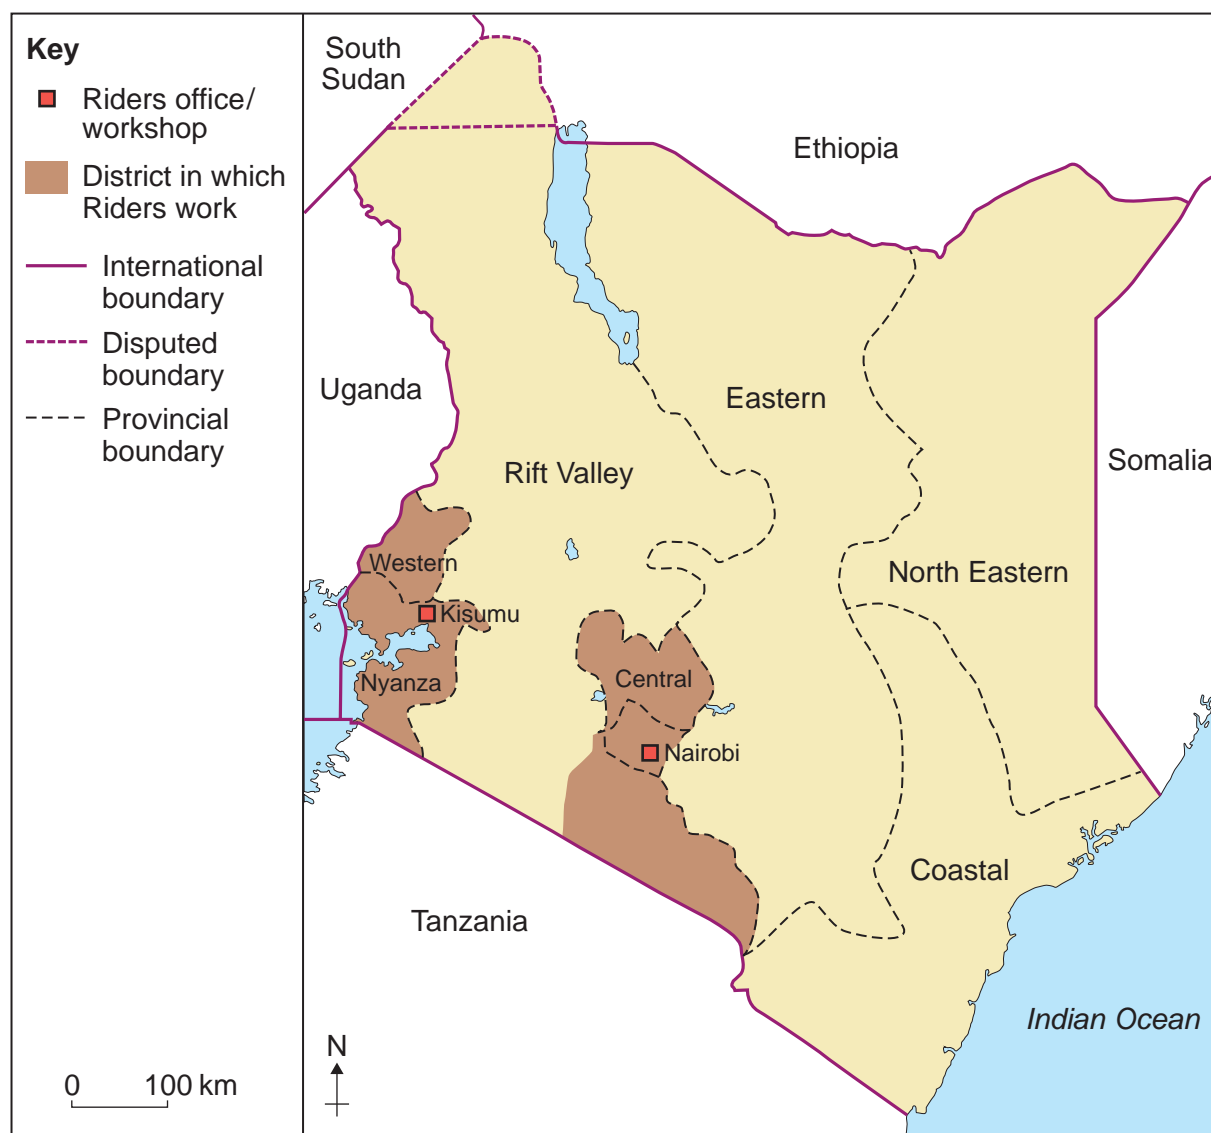 Key
Riders office/
workshop
District in which
Riders work
International
boundary
Disputed
boundary
Provincial
boundary
0 100 km
South
Sudan
Ethiopia
Uganda
Eastern
Somalia
Rift Valley
Western
North Eastern
Kisumu
Nyanza
Central
Nairobi
Coastal
Tanzania
Indian Ocean
N